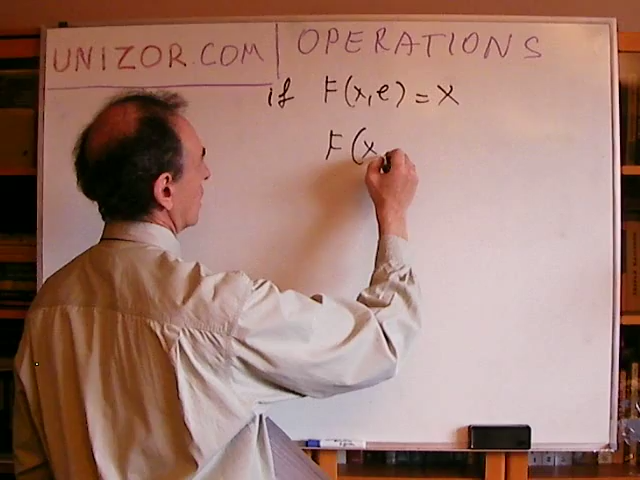 UNIZOR.COM | OPERATIONS
if F(x,e) = X
F(x